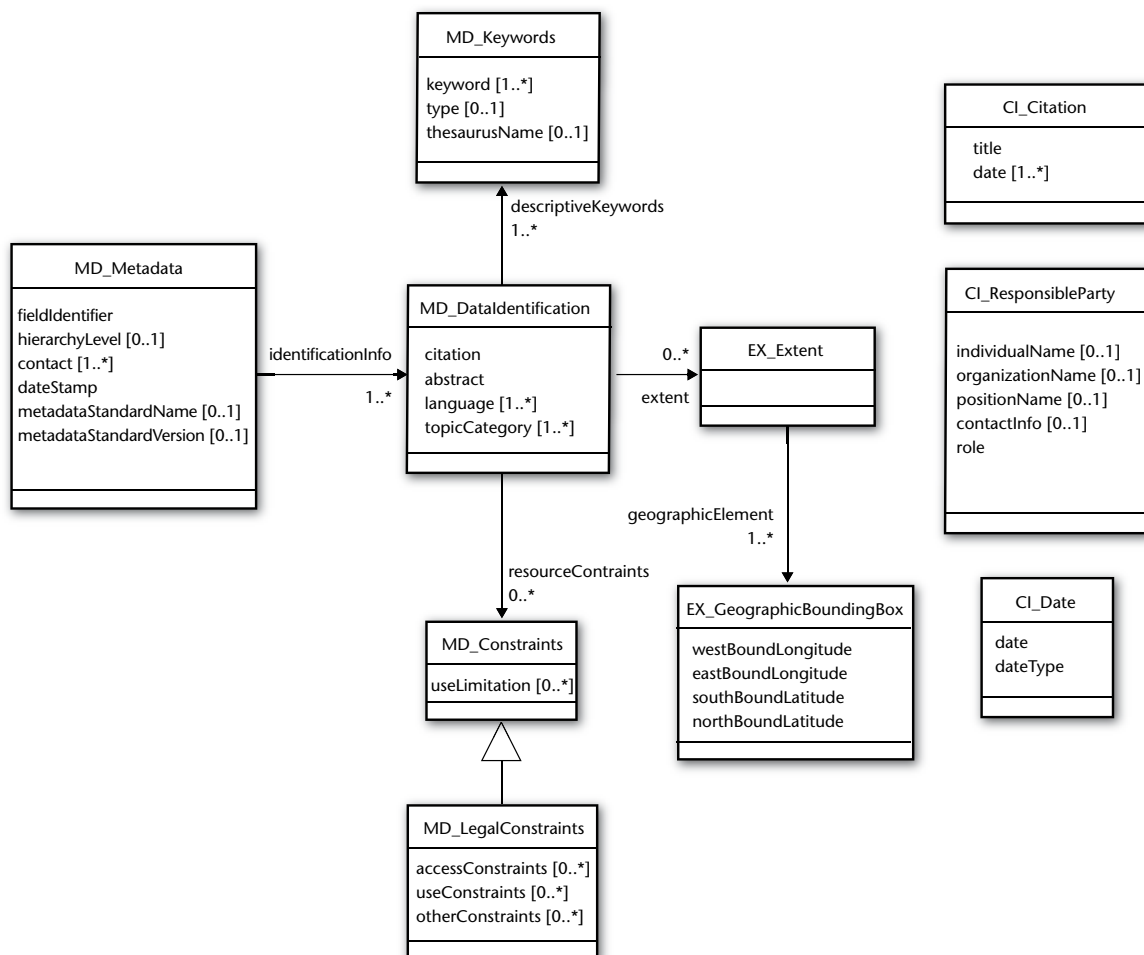 MD_Keywords
keyword [1..*]
type [0..1]
thesaurusName [0..1]
descriptiveKeywords
1..*
MD_Metadata
fieldIdentifier
hierarchyLevel [0..1]
contact [1..*]
dateStamp
metadataStandardName [0..1]
metadataStandardVersion [0..1]
identificationInfo
1..*
MD_DataIdentification
citation
abstract
language [1..*]
topicCategory [1..*]
0..*
extent
EX_Extent
geographicElement
1..*
EX_GeographicBoundingBox
westBoundLongitude
eastBoundLongitude
southBoundLatitude
northBoundLatitude
resourceContraints
0..*
MD_Constraints
useLimitation [0..*]
MD_LegalConstraints
accessConstraints [0..*]
useConstraints [0..*]
otherConstraints [0..*]
CI_Citation
title
date [1..*]
CI_ResponsibleParty
individualName [0..1]
organizationName [0..1]
positionName [0..1]
contactInfo [0..1]
role
CI_Date
date
dateType